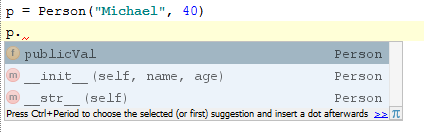 p = Person("Michael", 40)
p.
f publicVal Person
m __init__(self, name, age) Person
m __str__(self) Person
Press Ctrl+Period to choose the selected (or first) suggestion and insert a dot afterwards >> π